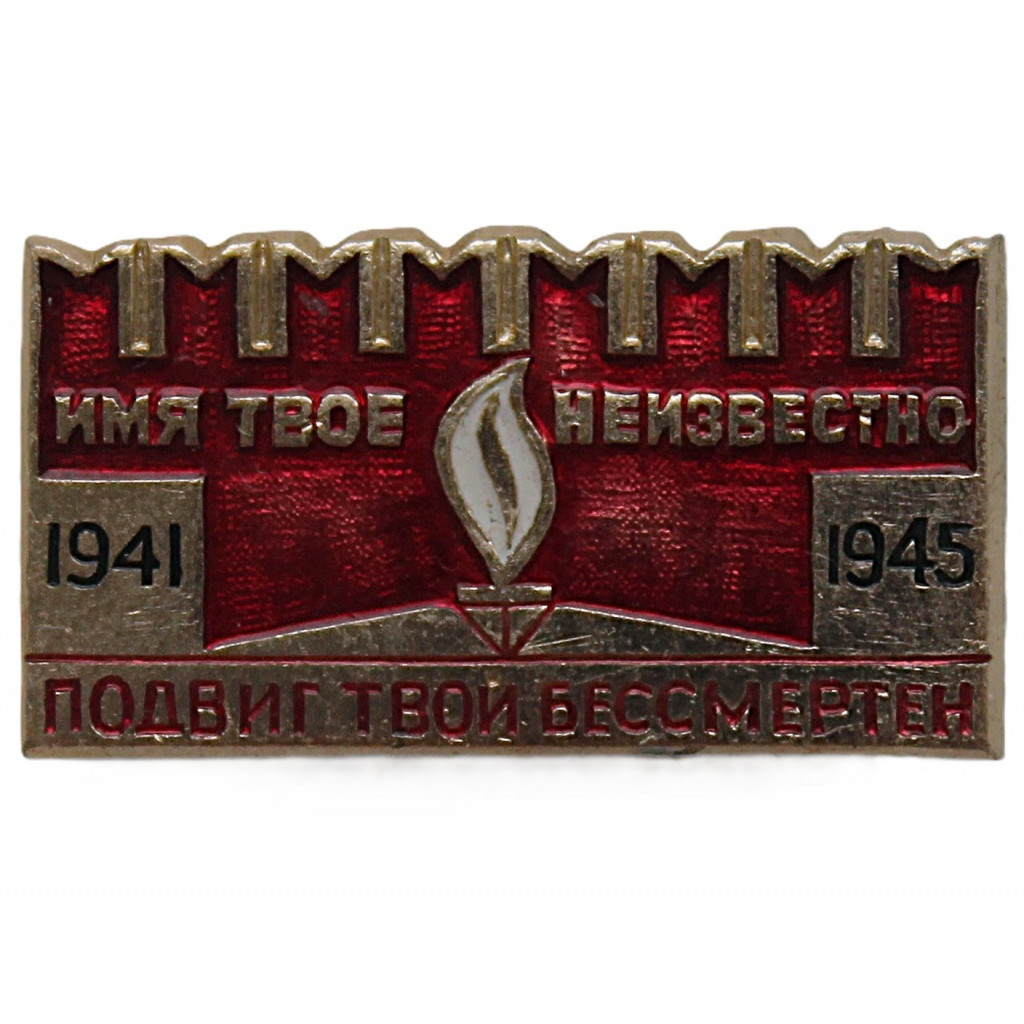 ИМЯ ТВОЕ НЕИЗВЕСТНО
1941 1945
ПОДВИГ ТВОЙ БЕССМЕРТЕН